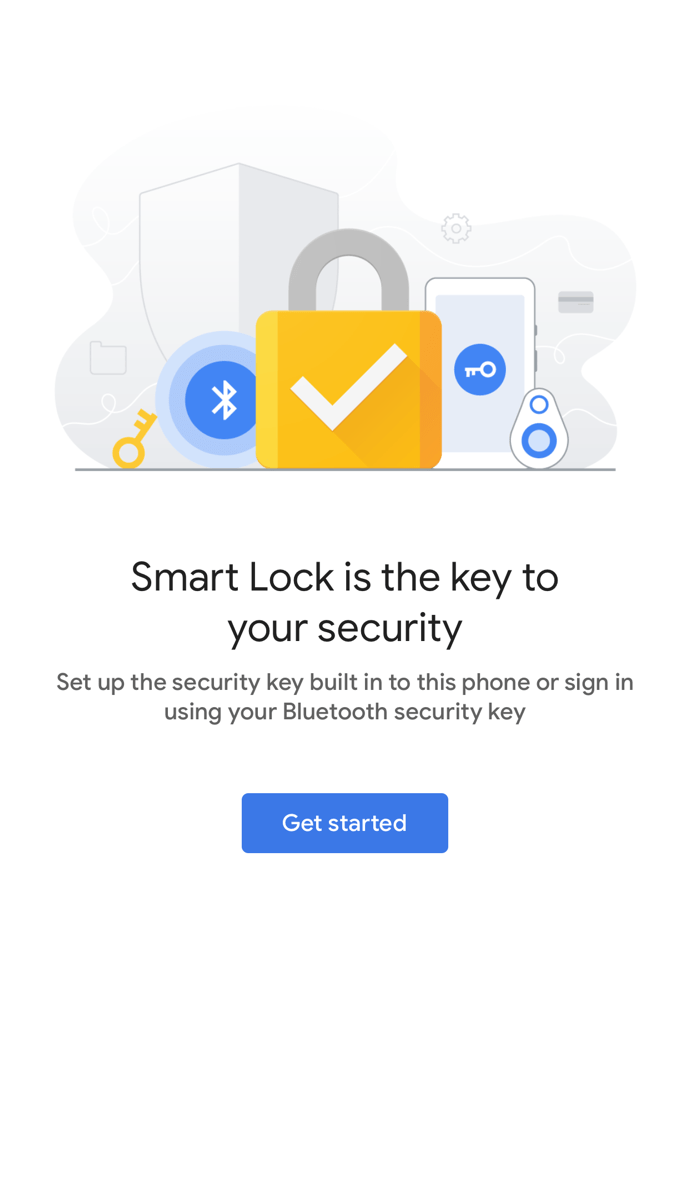 Smart Lock is the key to
your security
Set up the security key built in to this phone or sign in
using your Bluetooth security key
Get started